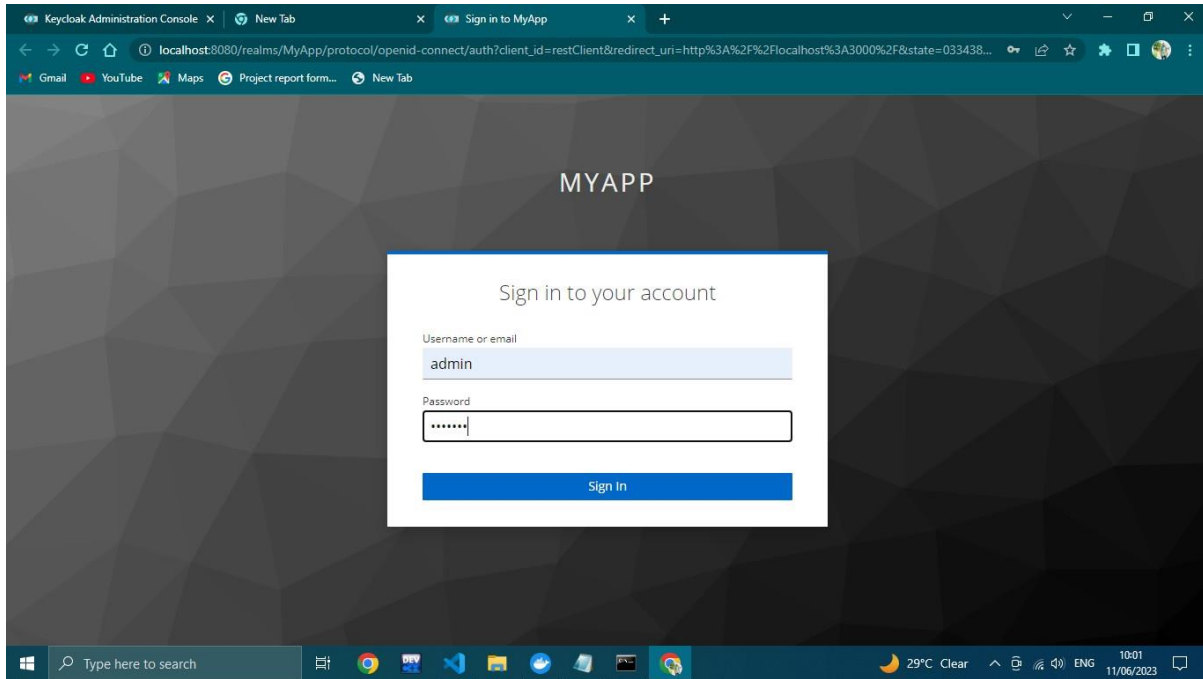 Keycloak Administration Console
New Tab
Sign in to MyApp
localhost:8080/realms/MyApp/protocol/openid-connect/auth?client_id=restClient&redirect_uri=http%3A%2F%2Flocalhost%3A3000%2F&state=033438...
Gmail
YouTube
Maps
Project report form...
New Tab
MYAPP
Sign in to your account
Username or email
admin
Password
•••••••
Sign In
Type here to search
DEV
29°C Clear
ENG
10:01
11/06/2023